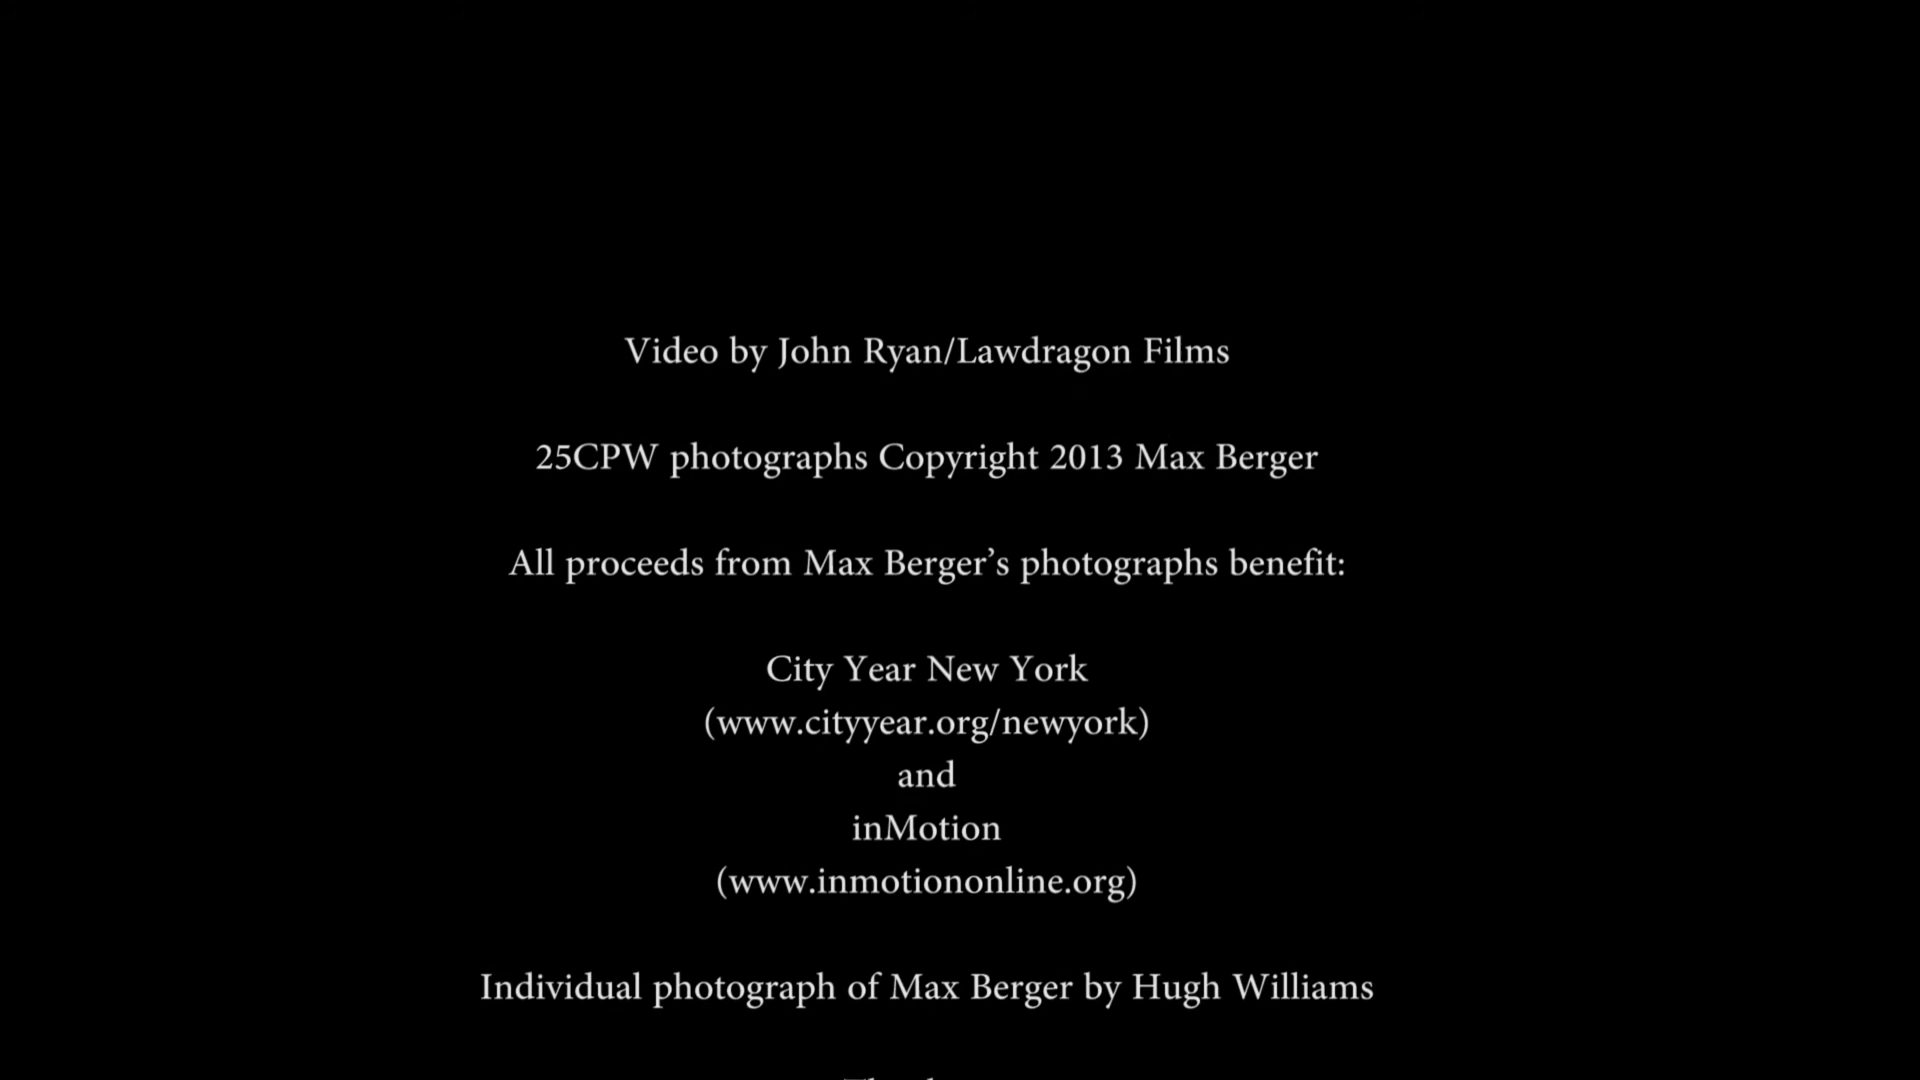 Video by John Ryan/Lawdragon Films
25CPW photographs Copyright 2013 Max Berger
All proceeds from Max Berger’s photographs benefit:
City Year New York
(www.cityyear.org/newyork)
and
inMotion
(www.inmotiononline.org)
Individual photograph of Max Berger by Hugh Williams